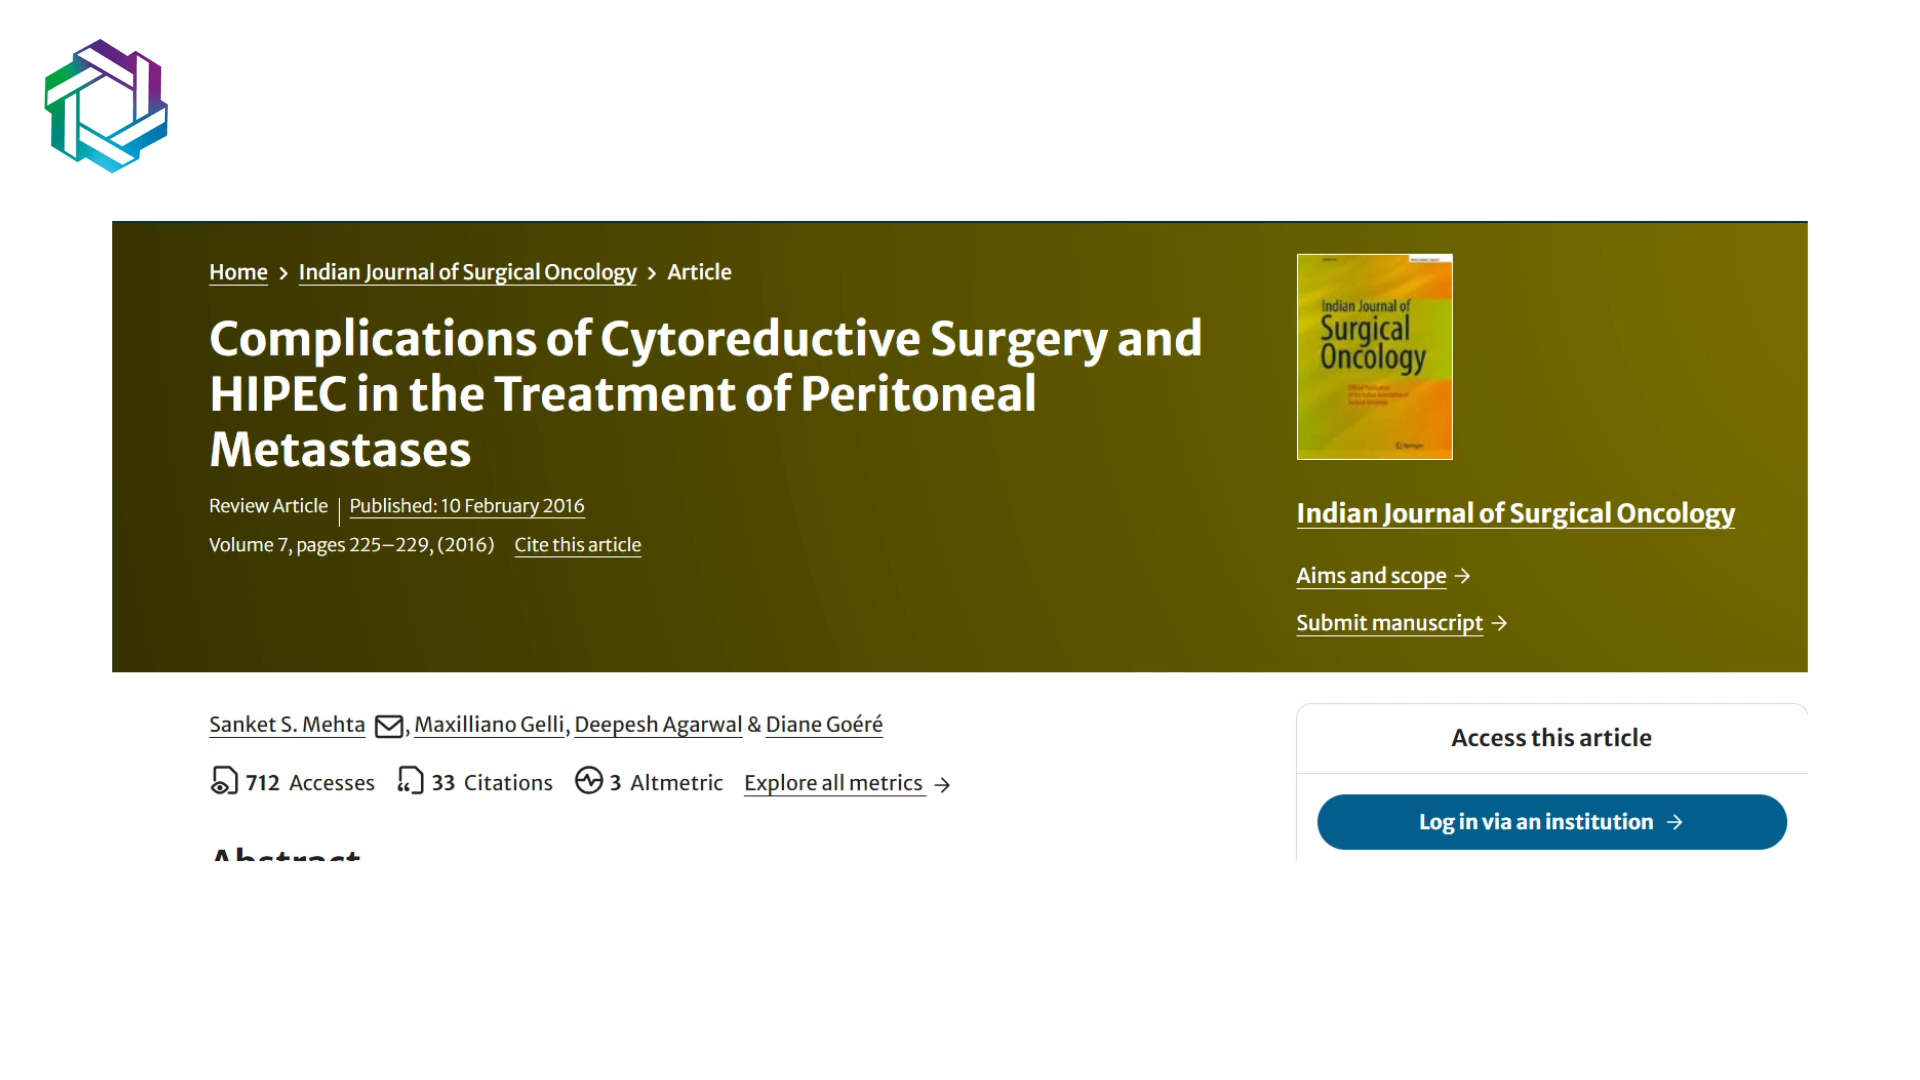 Home > Indian Journal of Surgical Oncology > Article
Complications of Cytoreductive Surgery and
HIPEC in the Treatment of Peritoneal
Metastases
Review Article | Published: 10 February 2016
Volume 7, pages 225–229, (2016) Cite this article
Indian Journal of
Surgical
Oncology
Springer
Indian Journal of Surgical Oncology
Aims and scope →
Submit manuscript →
Sanket S. Mehta, Maxilliano Gelli, Deepesh Agarwal & Diane Goéré
712 Accesses 33 Citations 3 Altmetric Explore all metrics →
Abstract
Access this article
Log in via an institution →